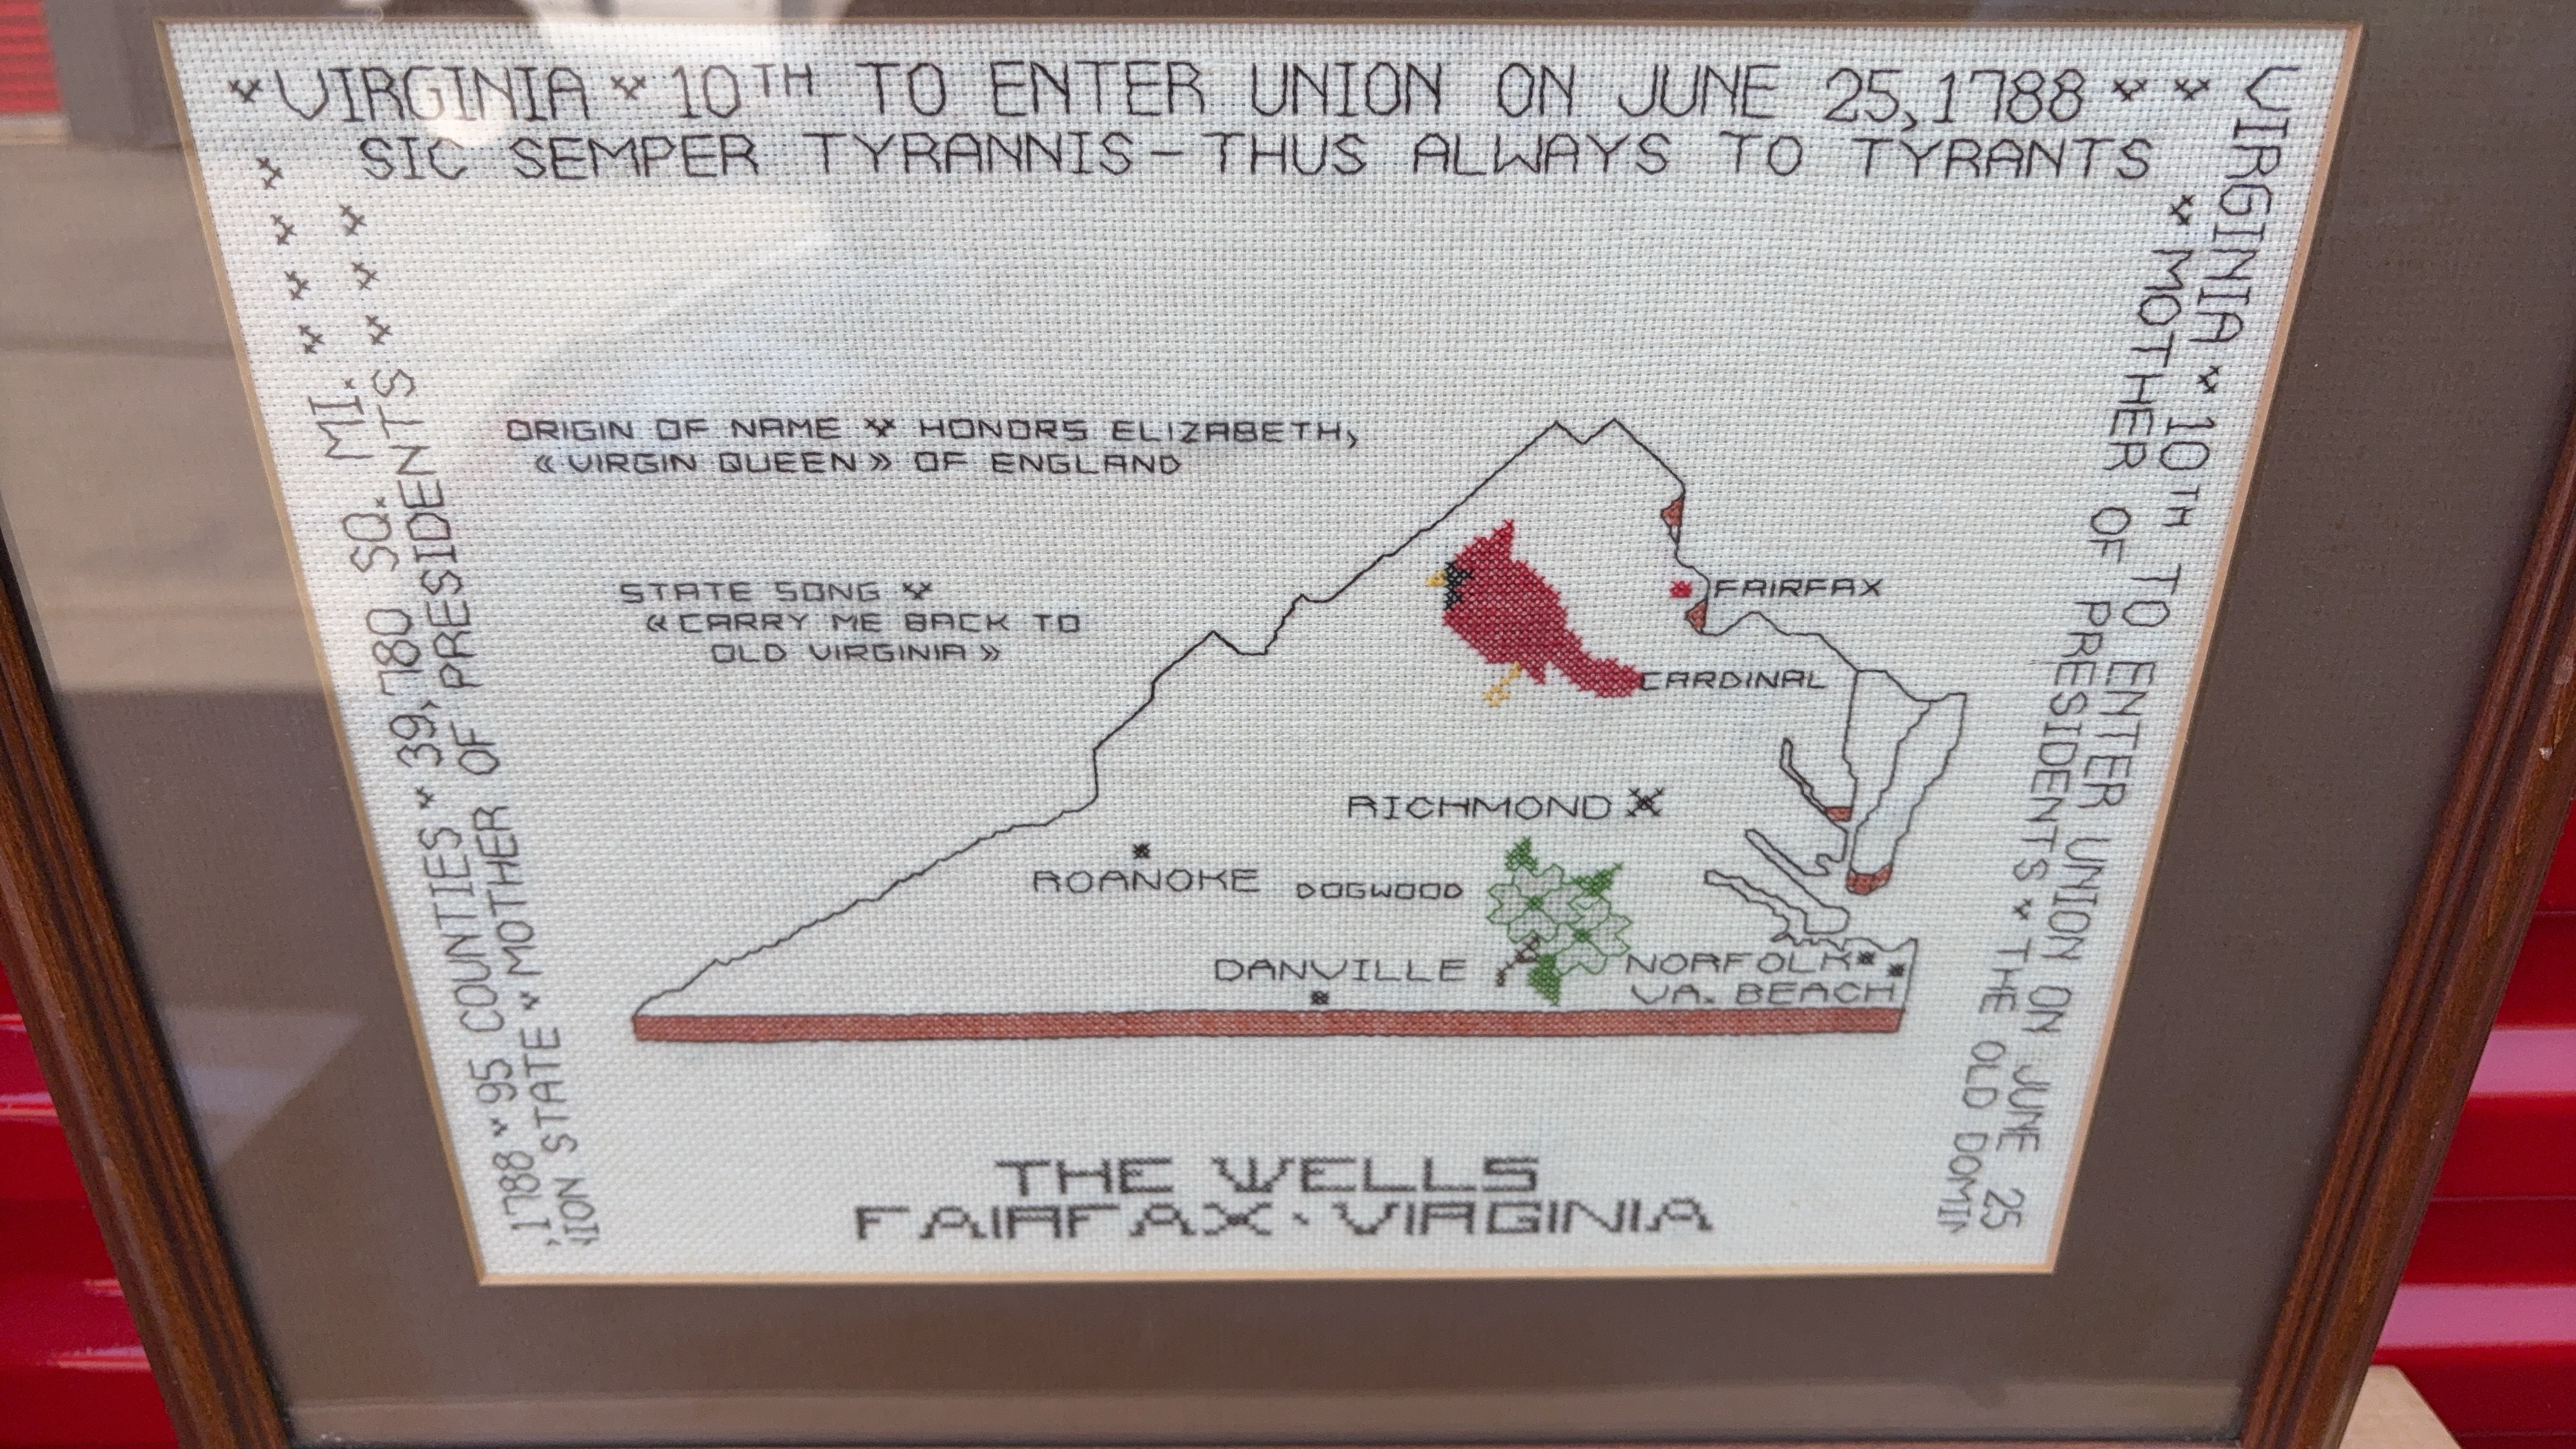 VIRGINIA 10TH TO ENTER UNION ON JUNE 25,1788
SIC SEMPER TYRANNIS - THUS ALWAYS TO TYRANTS
VIRGINIA 10TH TO ENTER UNION ON JUNE 25
MOTHER OF PRESIDENTS THE OLD DOMIN
, 1788 95 COUNTIES 39,780 SQ. MI.
NION STATE MOTHER OF PRESIDENTS
ORIGIN OF NAME HONORS ELIZABETH,
« VIRGIN QUEEN » OF ENGLAND
STATE SONG
« CARRY ME BACK TO
OLD VIRGINIA »
FAIRFAX
CARDINAL
RICHMOND
ROANOKE
DOGWOOD
DANVILLE
NORFOLK
VA. BEACH
THE WELLS
FAIRFAX · VIRGINIA